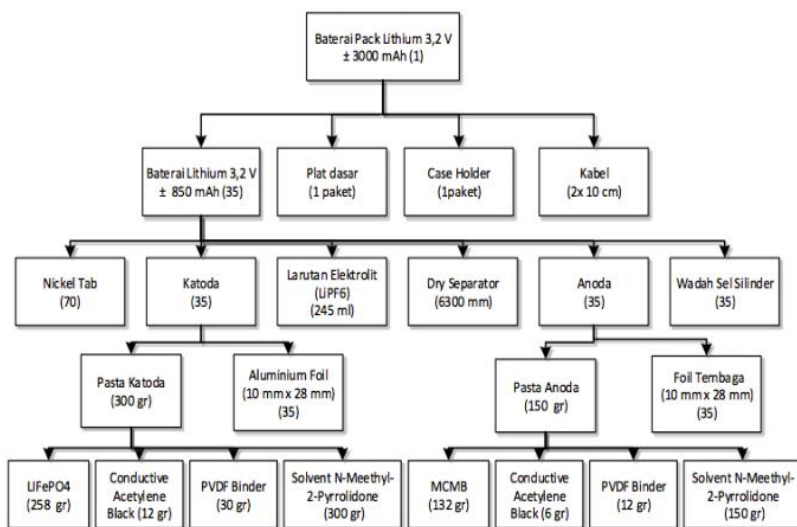 Baterai Pack Lithium 3,2 V
± 3000 mAh (1)
Baterai Lithium 3,2 V
± 850 mAh (35)
Plat dasar
(1 paket)
Case Holder
(1paket)
Kabel
(2x 10 cm)
Nickel Tab
(70)
Katoda
(35)
Larutan Elektrolit
(LiPF6)
(245 ml)
Dry Separator
(6300 mm)
Anoda
(35)
Wadah Sel Silinder
(35)
Pasta Katoda
(300 gr)
Aluminium Foil
(10 mm x 28 mm)
(35)
Pasta Anoda
(150 gr)
Foil Tembaga
(10 mm x 28 mm)
(35)
LIFePO4
(258 gr)
Conductive
Acetylene
Black (12 gr)
PVDF Binder
(30 gr)
Solvent N-Meethyl-
2-Pyrrolidone
(300 gr)
MCMB
(132 gr)
Conductive
Acetylene
Black (6 gr)
PVDF Binder
(12 gr)
Solvent N-Meethyl-
2-Pyrrolidone
(150 gr)